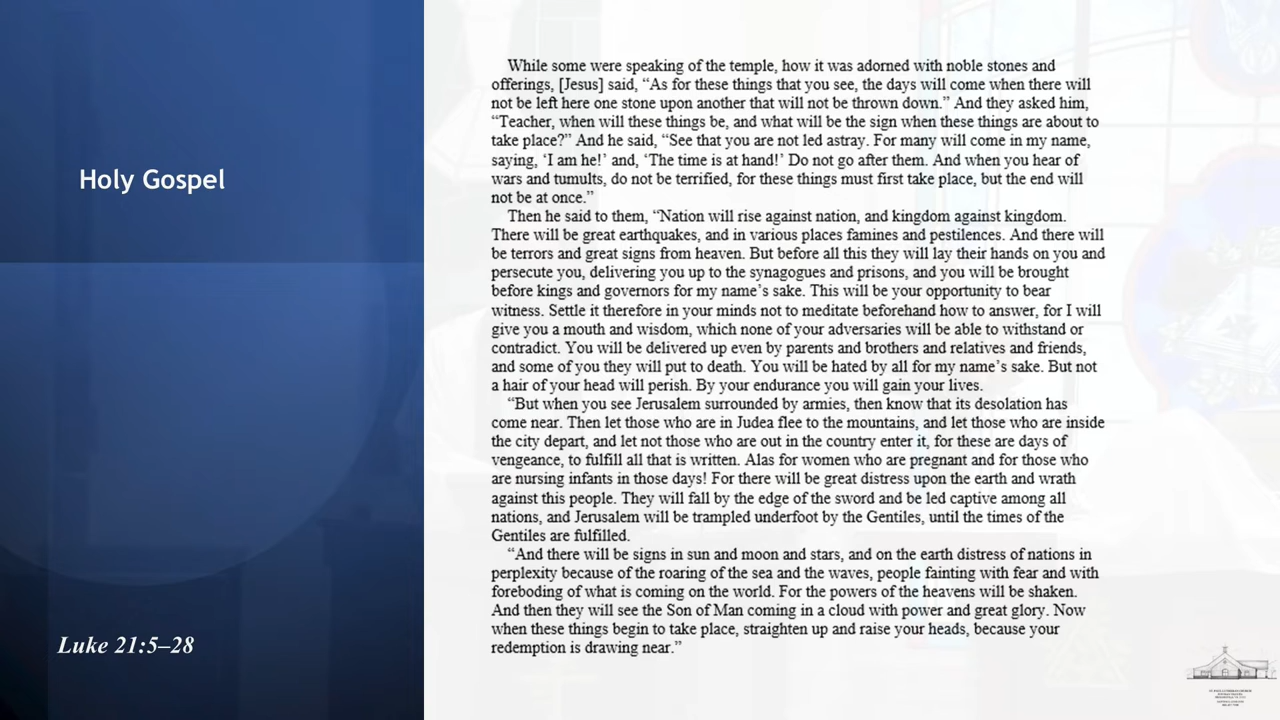 Holy Gospel
Luke 21:5–28
While some were speaking of the temple, how it was adorned with noble stones and
offerings, [Jesus] said, “As for these things that you see, the days will come when there will
not be left here one stone upon another that will not be thrown down.” And they asked him,
“Teacher, when will these things be, and what will be the sign when these things are about to
take place?” And he said, “See that you are not led astray. For many will come in my name,
saying, ‘I am he!’ and, ‘The time is at hand!’ Do not go after them. And when you hear of
wars and tumults, do not be terrified, for these things must first take place, but the end will
not be at once.”
Then he said to them, “Nation will rise against nation, and kingdom against kingdom.
There will be great earthquakes, and in various places famines and pestilences. And there will
be terrors and great signs from heaven. But before all this they will lay their hands on you and
persecute you, delivering you up to the synagogues and prisons, and you will be brought
before kings and governors for my name’s sake. This will be your opportunity to bear
witness. Settle it therefore in your minds not to meditate beforehand how to answer, for I will
give you a mouth and wisdom, which none of your adversaries will be able to withstand or
contradict. You will be delivered up even by parents and brothers and relatives and friends,
and some of you they will put to death. You will be hated by all for my name’s sake. But not
a hair of your head will perish. By your endurance you will gain your lives.
“But when you see Jerusalem surrounded by armies, then know that its desolation has
come near. Then let those who are in Judea flee to the mountains, and let those who are inside
the city depart, and let not those who are out in the country enter it, for these are days of
vengeance, to fulfill all that is written. Alas for women who are pregnant and for those who
are nursing infants in those days! For there will be great distress upon the earth and wrath
against this people. They will fall by the edge of the sword and be led captive among all
nations, and Jerusalem will be trampled underfoot by the Gentiles, until the times of the
Gentiles are fulfilled.
“And there will be signs in sun and moon and stars, and on the earth distress of nations in
perplexity because of the roaring of the sea and the waves, people fainting with fear and with
foreboding of what is coming on the world. For the powers of the heavens will be shaken.
And then they will see the Son of Man coming in a cloud with power and great glory. Now
when these things begin to take place, straighten up and raise your heads, because your
redemption is drawing near.”